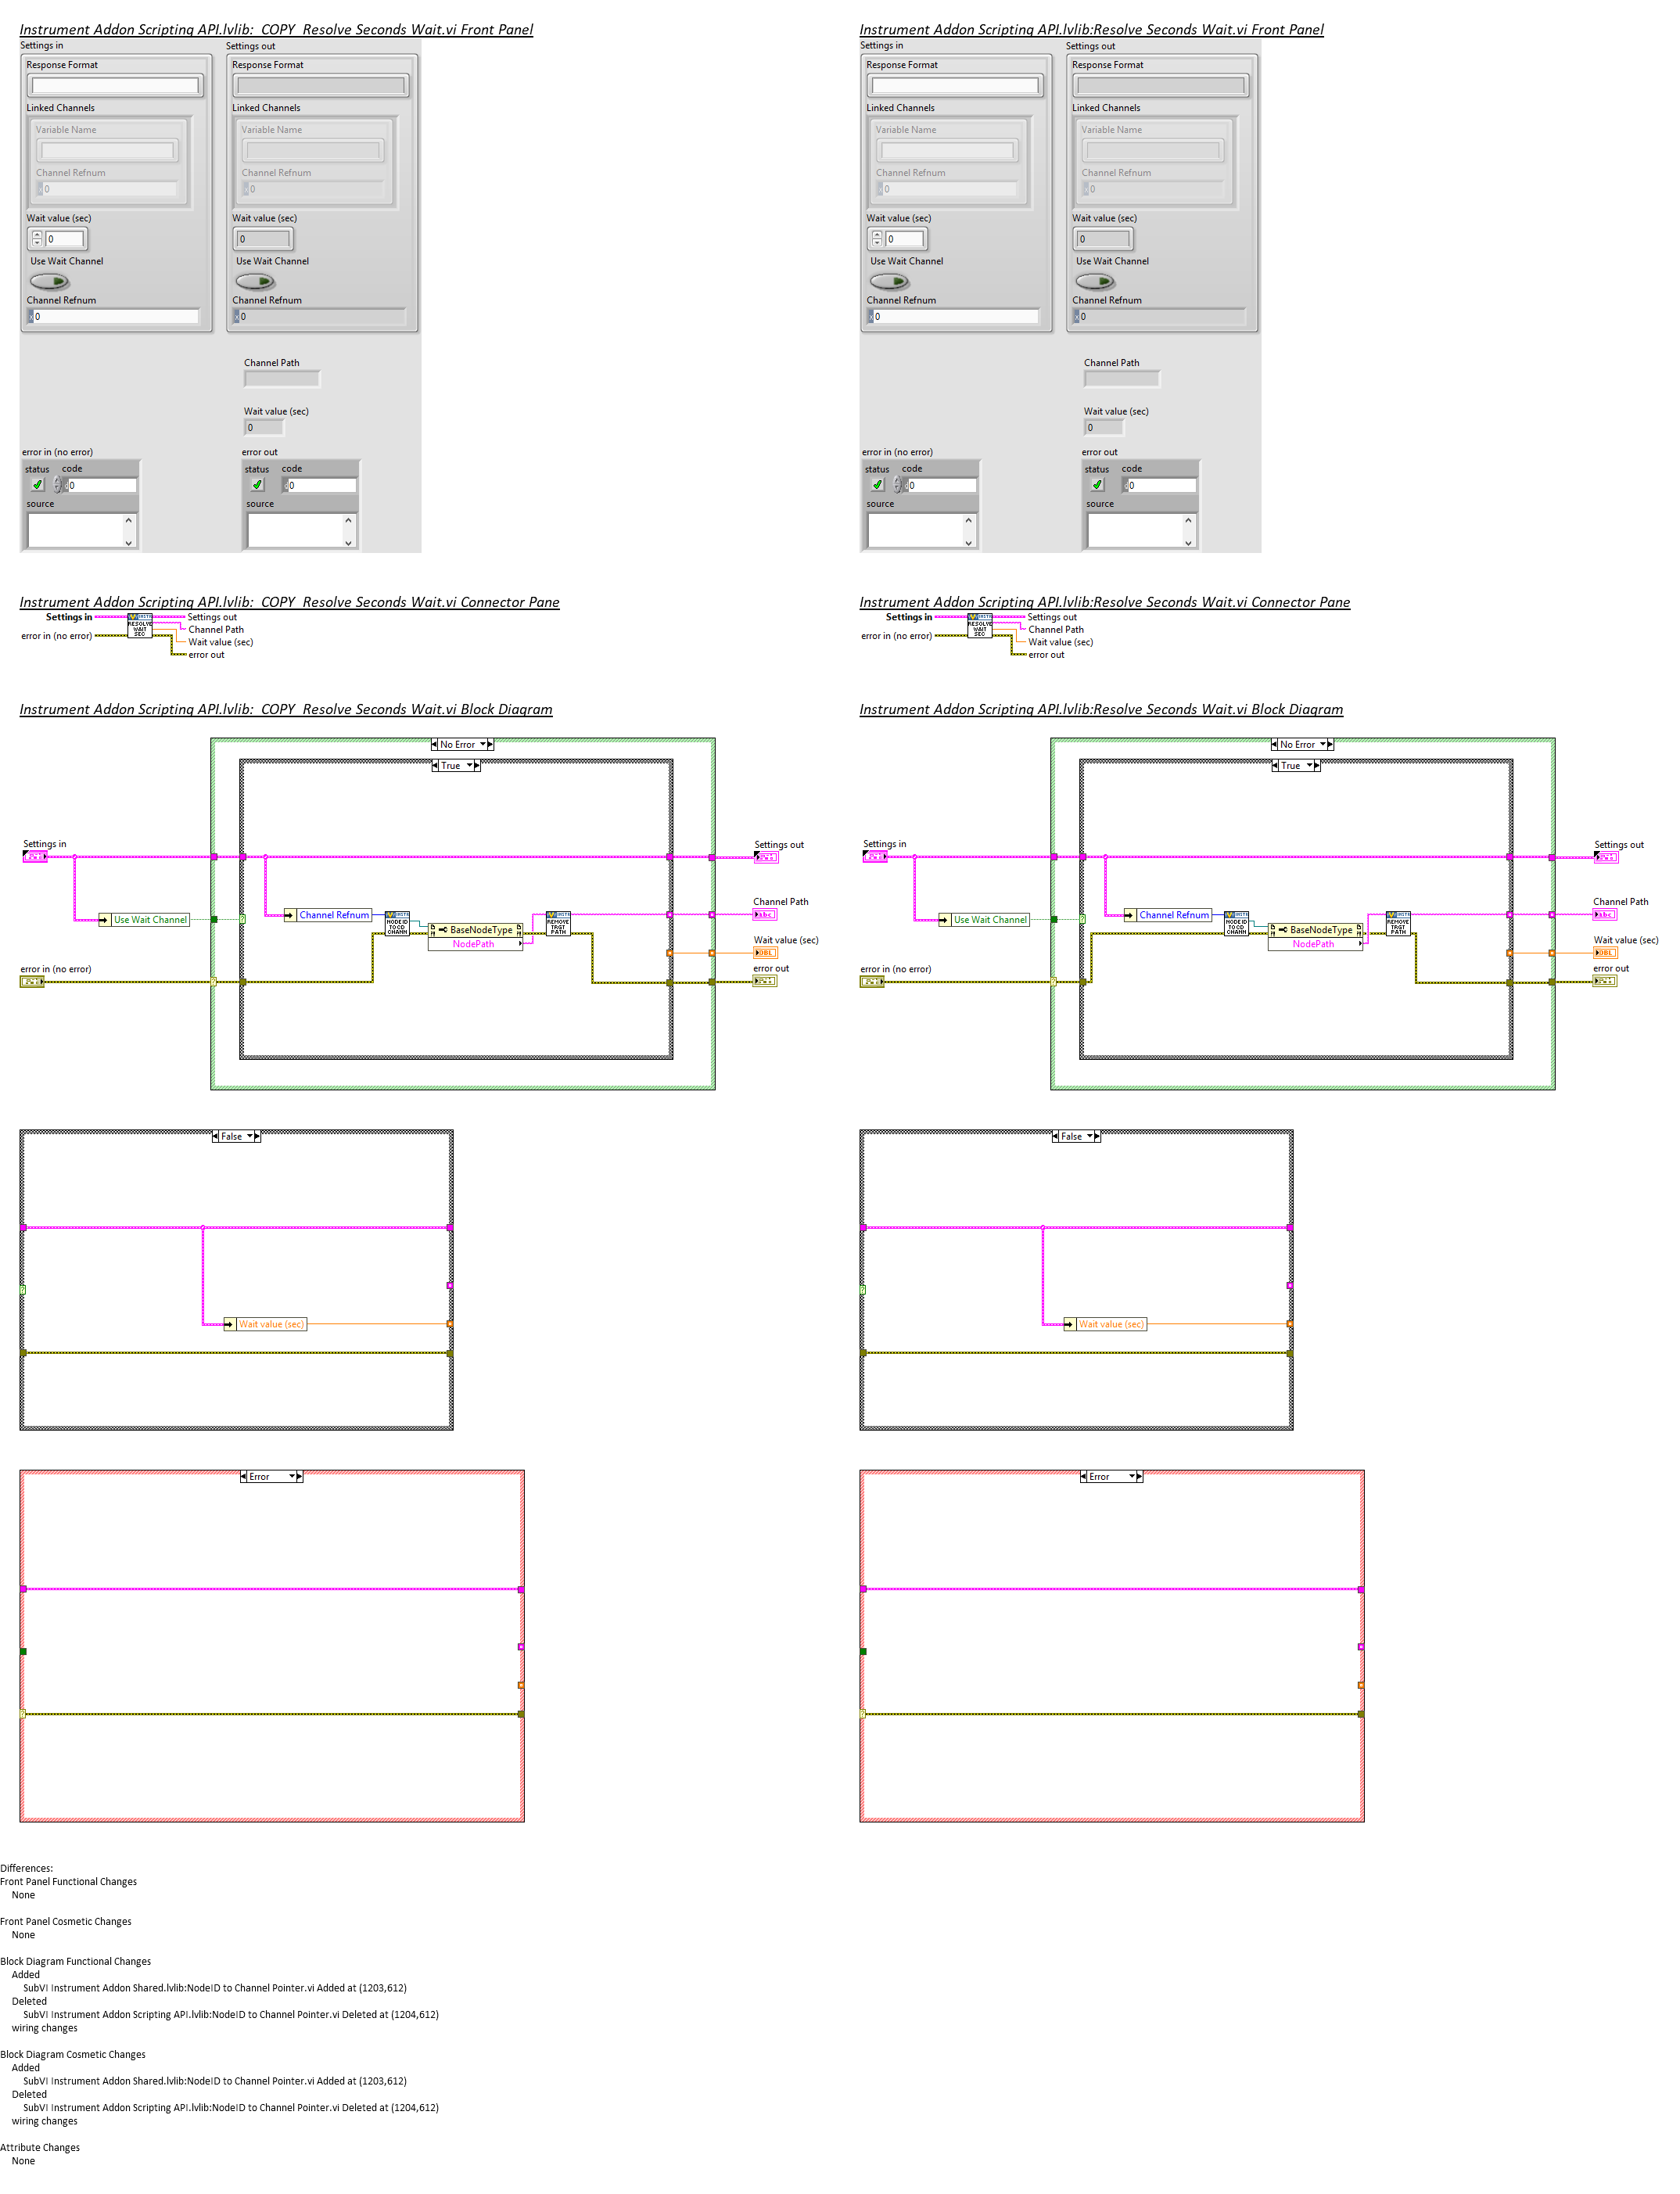 Instrument Addon Scripting API.lvlib:  COPY  Resolve Seconds Wait.vi Front Panel
Settings in
Settings out
Response Format
Response Format
Linked Channels
Linked Channels
Variable Name
Variable Name
Channel Refnum
Channel Refnum
0
0
Wait value (sec)
Wait value (sec)
0
0
Use Wait Channel
Use Wait Channel
Channel Refnum
Channel Refnum
0
0
Channel Path
Wait value (sec)
0
error in (no error)
error out
status
code
status
code
0
0
source
source
Instrument Addon Scripting API.lvlib:Resolve Seconds Wait.vi Front Panel
Settings in
Settings out
Response Format
Response Format
Linked Channels
Linked Channels
Variable Name
Variable Name
Channel Refnum
Channel Refnum
0
0
Wait value (sec)
Wait value (sec)
0
0
Use Wait Channel
Use Wait Channel
Channel Refnum
Channel Refnum
0
0
Channel Path
Wait value (sec)
0
error in (no error)
error out
status
code
status
code
0
0
source
source
Instrument Addon Scripting API.lvlib:  COPY  Resolve Seconds Wait.vi Connector Pane
Settings in
error in (no error)
RESOLVE
WAIT
SEC
Settings out
Channel Path
Wait value (sec)
error out
Instrument Addon Scripting API.lvlib:Resolve Seconds Wait.vi Connector Pane
Settings in
error in (no error)
RESOLVE
WAIT
SEC
Settings out
Channel Path
Wait value (sec)
error out
Instrument Addon Scripting API.lvlib:  COPY  Resolve Seconds Wait.vi Block Diagram
No Error
True
Settings in
Settings out
Use Wait Channel
Channel Refnum
NODE ID
TO CD
CHANN
BaseNodeType
NodePath
REMOVE
TRGT
PATH
Channel Path
abc
Wait value (sec)
DBL
error in (no error)
error out
False
Wait value (sec)
Error
Instrument Addon Scripting API.lvlib:Resolve Seconds Wait.vi Block Diagram
No Error
True
Settings in
Settings out
Use Wait Channel
Channel Refnum
NODE ID
TO CD
CHANN
BaseNodeType
NodePath
REMOVE
TRGT
PATH
Channel Path
abc
Wait value (sec)
DBL
error in (no error)
error out
False
Wait value (sec)
Error
Differences:
Front Panel Functional Changes
None
Front Panel Cosmetic Changes
None
Block Diagram Functional Changes
Added
SubVI Instrument Addon Shared.lvlib:NodeID to Channel Pointer.vi Added at (1203,612)
Deleted
SubVI Instrument Addon Scripting API.lvlib:NodeID to Channel Pointer.vi Deleted at (1204,612)
wiring changes
Block Diagram Cosmetic Changes
Added
SubVI Instrument Addon Shared.lvlib:NodeID to Channel Pointer.vi Added at (1203,612)
Deleted
SubVI Instrument Addon Scripting API.lvlib:NodeID to Channel Pointer.vi Deleted at (1204,612)
wiring changes
Attribute Changes
None